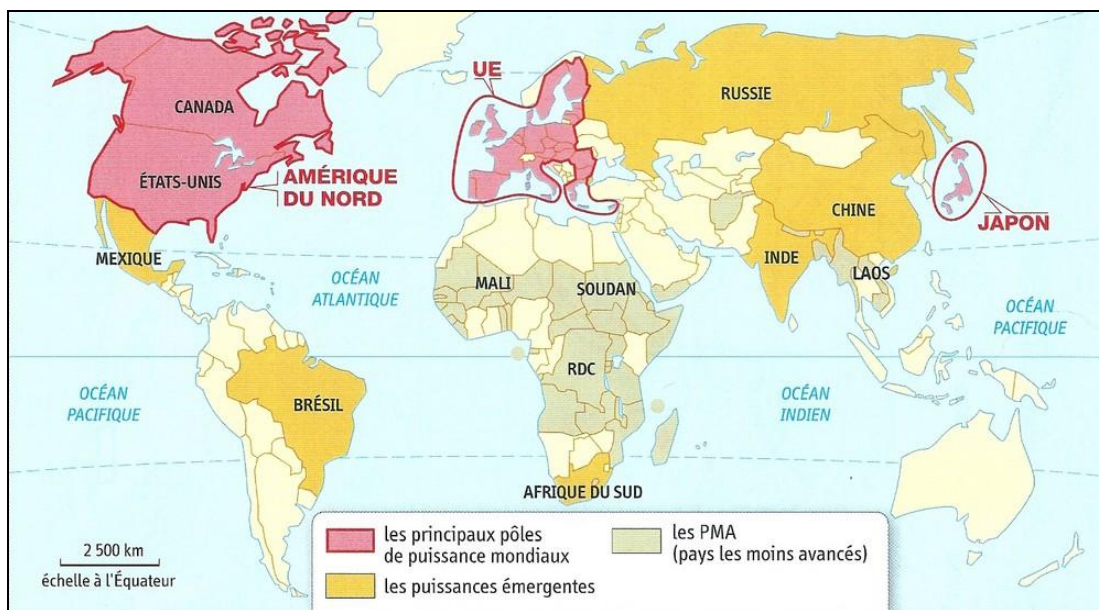 UE
CANADA
RUSSIE
ÉTATS-UNIS
AMÉRIQUE
DU NORD
CHINE
JAPON
MEXIQUE
INDE
LAOS
OCÉAN
ATLANTIQUE
MALI
SOUDAN
OCÉAN
PACIFIQUE
RDC
OCÉAN
PACIFIQUE
BRÉSIL
OCÉAN
INDIEN
AFRIQUE DU SUD
2 500 km
échelle à l'Équateur
les principaux pôles
de puissance mondiaux
les puissances émergentes
les PMA
(pays les moins avancés)